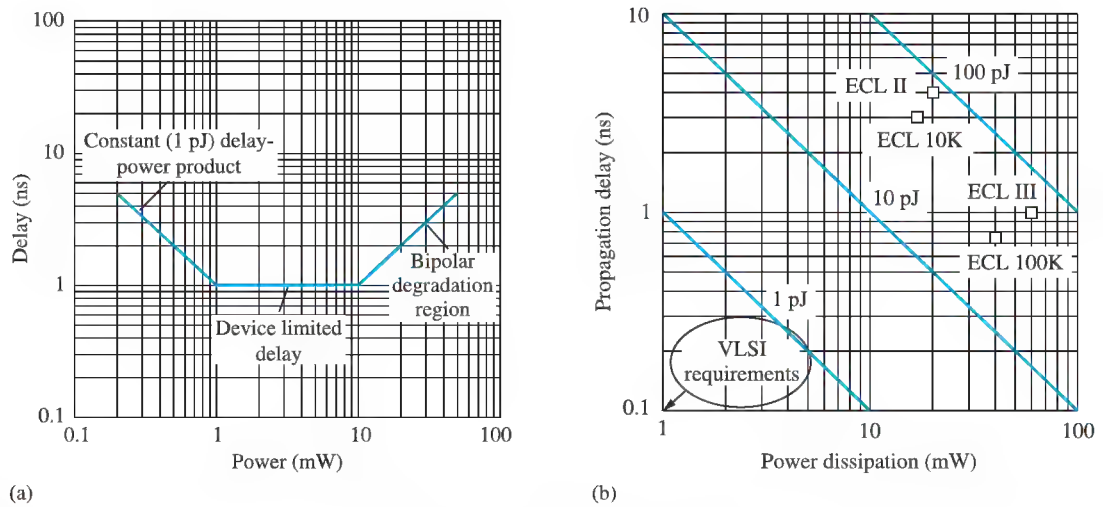 100
10
1
0.1
Delay (ns)
Constant (1 pJ) delay-
power product
Bipolar
degradation
region
Device limited
delay
0.1
1
10
100
Power (mW)
(a)
10
1
0.1
Propagation delay (ns)
ECL II
100 pJ
ECL 10K
10 pJ
ECL III
ECL 100K
1 pJ
VLSI
requirements
1
10
100
Power dissipation (mW)
(b)